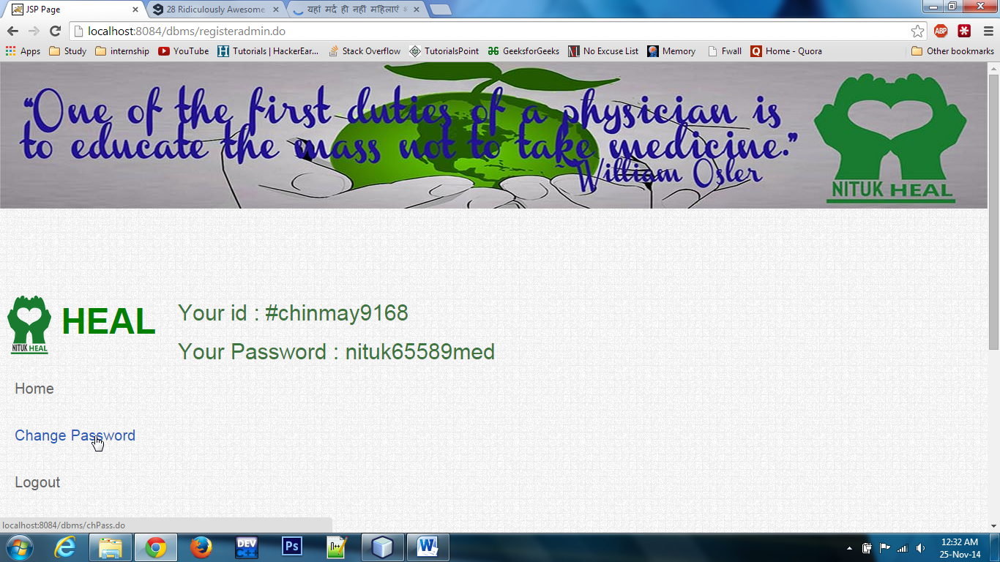 JSP Page
28 Ridiculously Awesome
यहां मर्द ही नहीं महिलाएं
localhost:8084/dbms/registeradmin.do
ABP
Apps
Study
internship
YouTube
Tutorials | HackerEar...
Stack Overflow
TutorialsPoint
GeeksforGeeks
No Excuse List
Memory
Fwall
Home - Quora
Other bookmarks
“One of the first duties of a physician is
to educate the mass not to take medicine.”
~William Osler
NITUK HEAL
NITUK HEAL
HEAL
Your id : #chinmay9168
Your Password : nituk65589med
Home
Change Password
Logout
localhost:8084/dbms/chPass.do
DEV
C++
Ps
W
12:32 AM
25-Nov-14